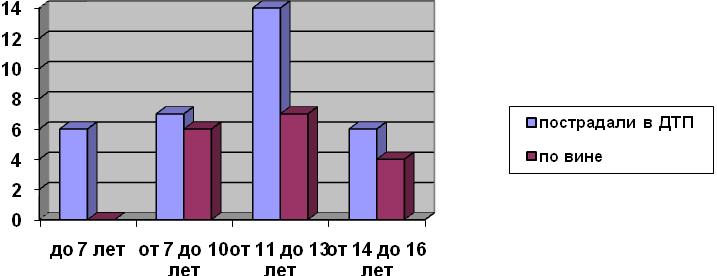 14
12
10
8
6
4
2
0
до 7 лет
от 7 до 10
лет
от 11 до 13
лет
от 14 до 16
лет
пострадали в ДТП
по вине